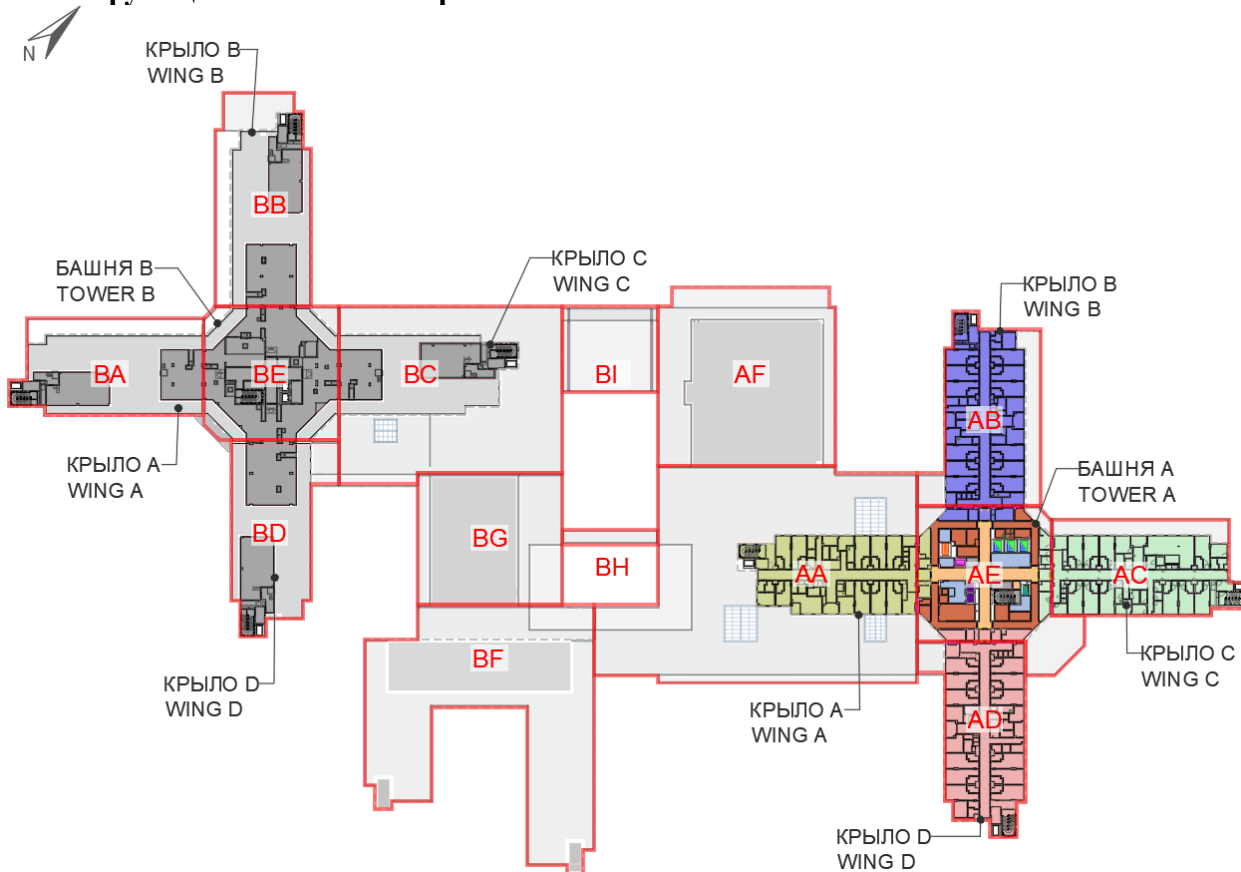 N
КРЫЛО B
WING B
BB
БАШНЯ B
TOWER B
КРЫЛО C
WING C
КРЫЛО B
WING B
BA
BE
BC
BI
AF
AB
КРЫЛО A
WING A
БАШНЯ A
TOWER A
BD
BG
BH
AA
AE
AC
BF
КРЫЛО D
WING D
КРЫЛО A
WING A
AD
КРЫЛО C
WING C
КРЫЛО D
WING D